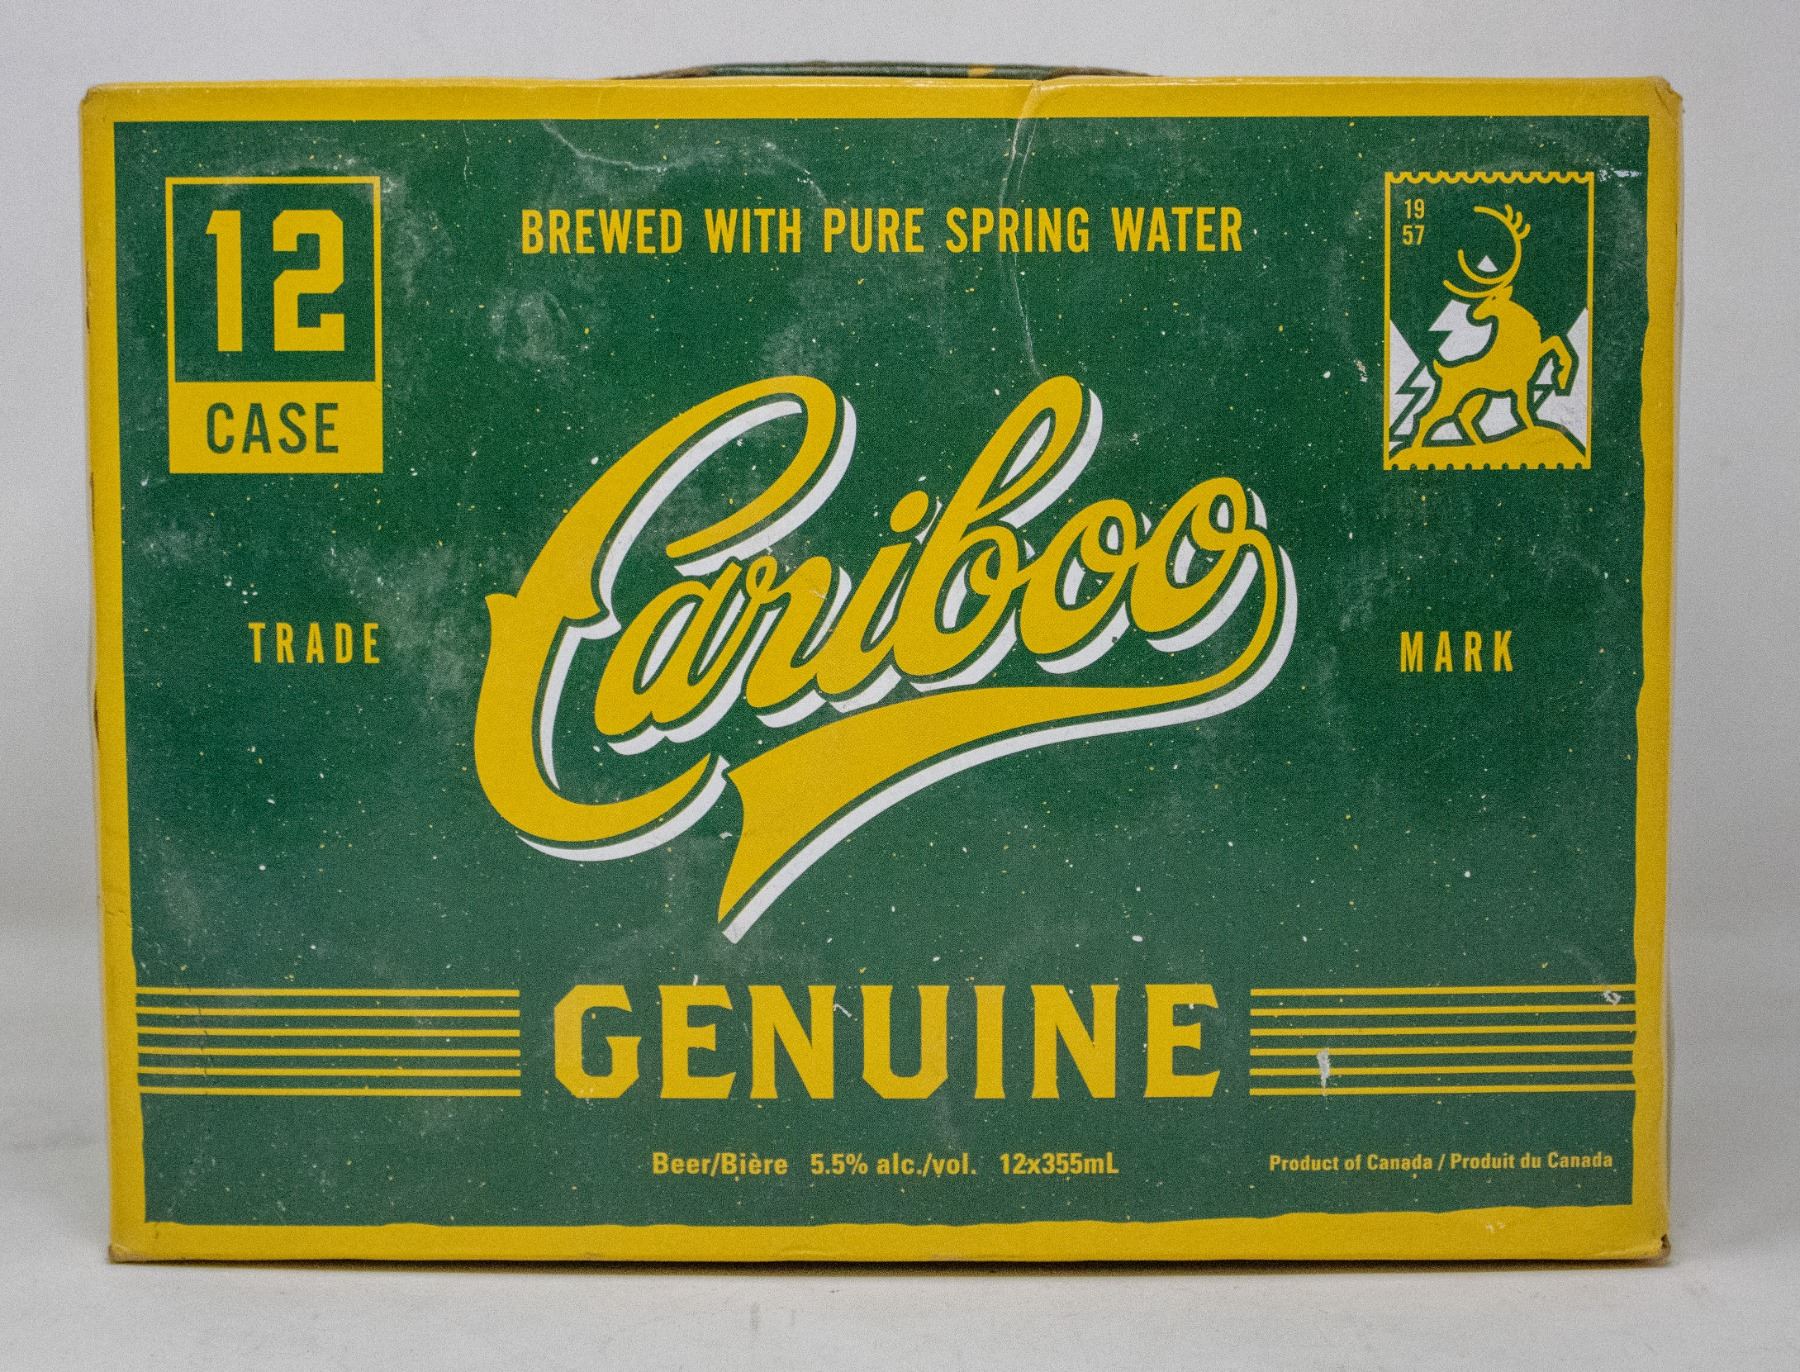 12
CASE
BREWED WITH PURE SPRING WATER
19
57
Cariboo
TRADE
MARK
GENUINE
Beer/Bière 5.5% alc./vol. 12x355mL
Product of Canada / Produit du Canada